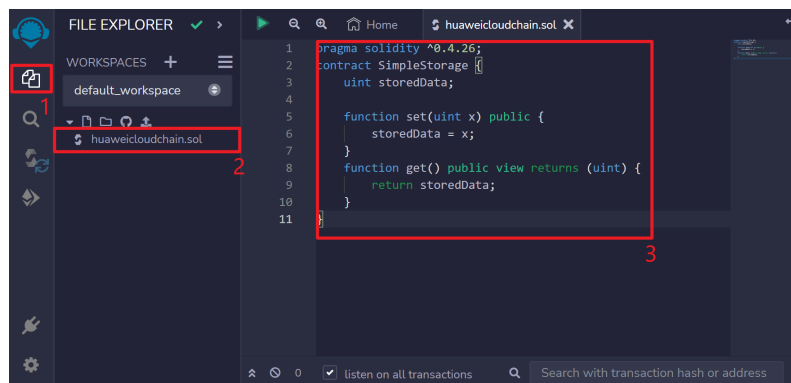 FILE EXPLORER
WORKSPACES
default_workspace
huaweicloudchain.sol
1
2
Home
huaweicloudchain.sol
1 pragma solidity ^0.4.26;
2 contract SimpleStorage {
3 uint storedData;
4
5 function set(uint x) public {
6 storedData = x;
7 }
8 function get() public view returns (uint) {
9 return storedData;
10 }
11 }
3
0 listen on all transactions Search with transaction hash or address